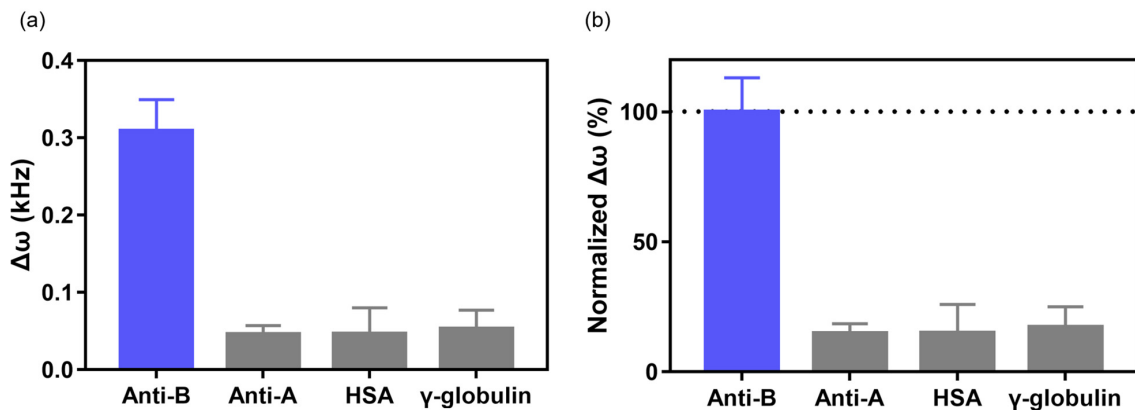 (a)
Δω (kHz)
0.4
0.3
0.2
0.1
0.0
Anti-B Anti-A HSA γ-globulin
(b)
Normalized Δω (%)
100
50
0
Anti-B Anti-A HSA γ-globulin